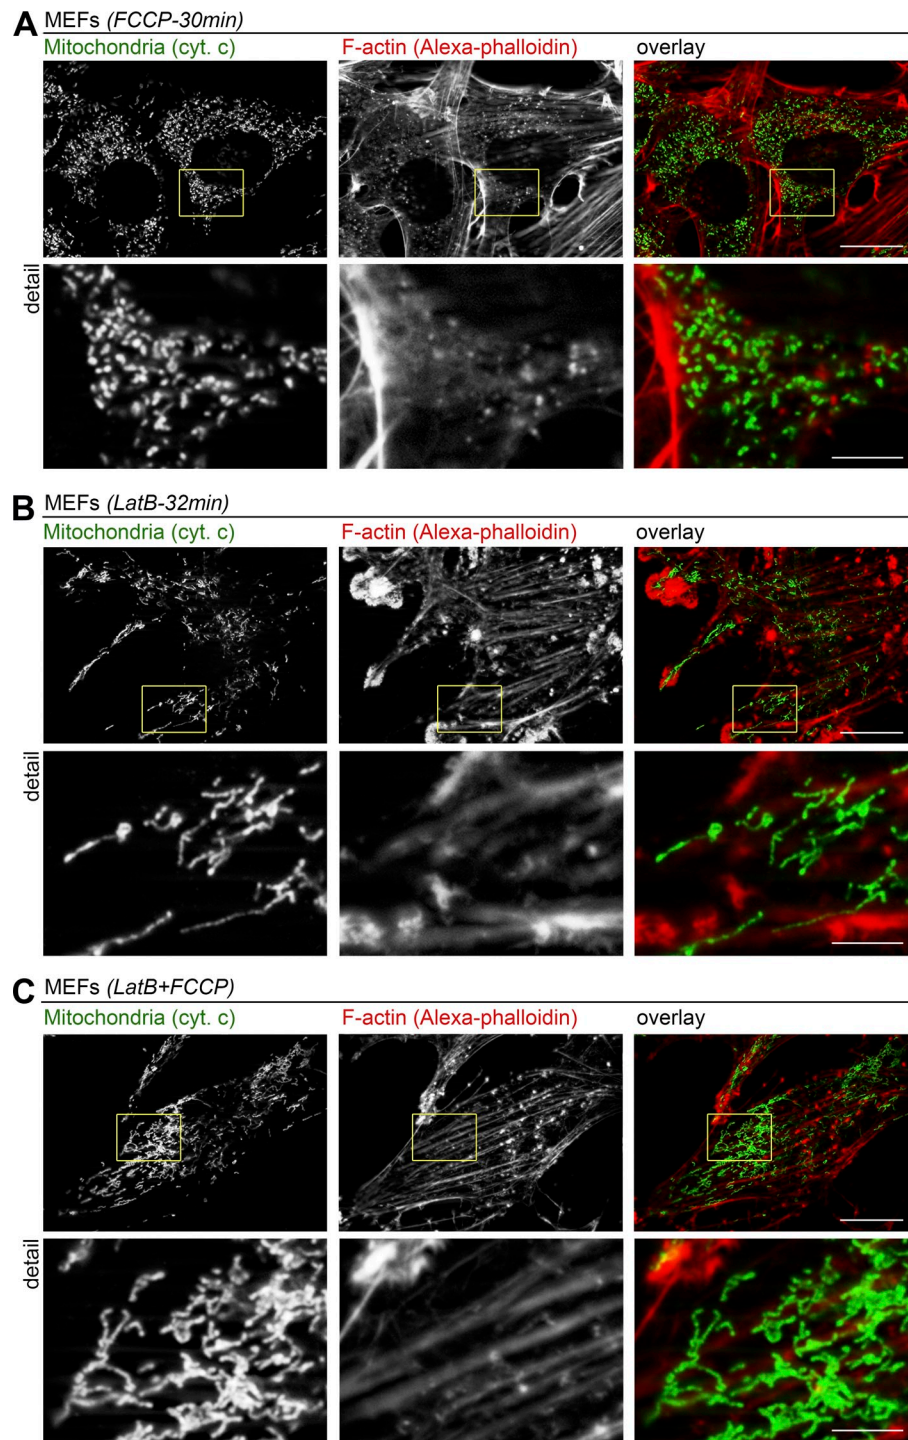 A MEFs (FCCP-30min)
Mitochondria (cyt. c) F-actin (Alexa-phalloidin) overlay
detail
B MEFs (LatB-32min)
Mitochondria (cyt. c) F-actin (Alexa-phalloidin) overlay
detail
C MEFs (LatB+FCCP)
Mitochondria (cyt. c) F-actin (Alexa-phalloidin) overlay
detail